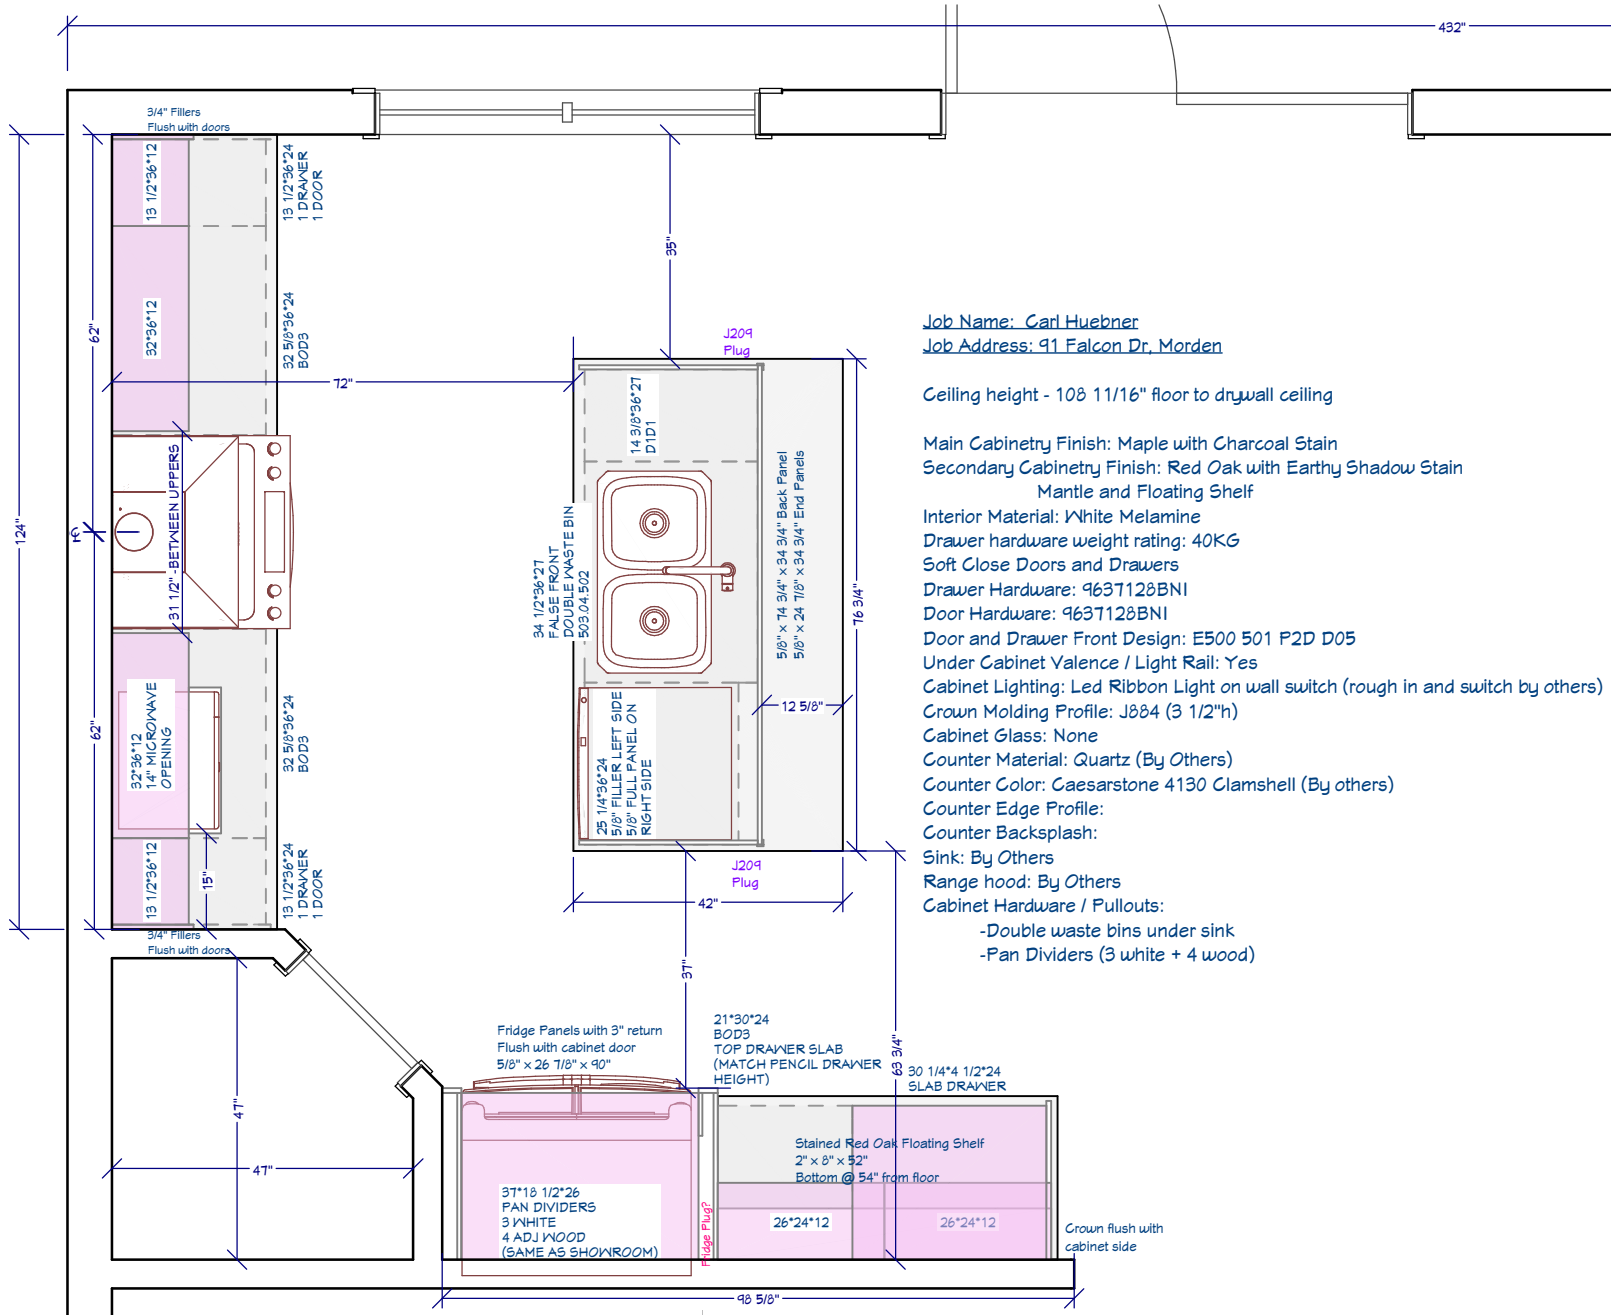 432"
3/4" Fillers
Flush with doors
13 1/2*36*12
13 1/2*36*24
1 DRAWER
1 DOOR
35"
62"
32*36*12
32 5/8*36*24
BOD3
72"
J209
Plug
14 3/8*36*27
D1D1
124"
31 1/2" -BETWEEN UPPERS
34 1/2*36*27
FALSE FRONT
DOUBLE WASTE BIN
503.04.502
5/8" x 74 3/4" x 34 3/4" Back Panel
5/8" x 24 7/8" x 34 3/4" End Panels
76 3/4"
12 5/8"
62"
32*36*12
14" MICROWAVE
OPENING
32 5/8*36*24
BOD3
25 1/4*36*24
5/8" FILLER LEFT SIDE
5/8" FULL PANEL ON
RIGHT SIDE
13 1/2*36*12
15"
13 1/2*36*24
1 DRAWER
1 DOOR
J209
Plug
42"
3/4" Fillers
Flush with doors
37"
63 3/4"
Job Name: Carl Huebner
Job Address: 91 Falcon Dr, Morden
Ceiling height - 108 11/16" floor to drywall ceiling
Main Cabinetry Finish: Maple with Charcoal Stain
Secondary Cabinetry Finish: Red Oak with Earthy Shadow Stain
Mantle and Floating Shelf
Interior Material: White Melamine
Drawer hardware weight rating: 40KG
Soft Close Doors and Drawers
Drawer Hardware: 9637128BNI
Door Hardware: 9637128BNI
Door and Drawer Front Design: E500 501 P2D D05
Under Cabinet Valence / Light Rail: Yes
Cabinet Lighting: Led Ribbon Light on wall switch (rough in and switch by others)
Crown Molding Profile: J884 (3 1/2"h)
Cabinet Glass: None
Counter Material: Quartz (By Others)
Counter Color: Caesarstone 4130 Clamshell (By others)
Counter Edge Profile:
Counter Backsplash:
Sink: By Others
Range hood: By Others
Cabinet Hardware / Pullouts:
-Double waste bins under sink
-Pan Dividers (3 white + 4 wood)
47"
47"
Fridge Panels with 3" return
Flush with cabinet door
5/8" x 26 7/8" x 90"
21*30*24
BOD3
TOP DRAWER SLAB
(MATCH PENCIL DRAWER
HEIGHT)
30 1/4*4 1/2*24
SLAB DRAWER
Stained Red Oak Floating Shelf
2" x 8" x 52"
Bottom @ 54" from floor
37*18 1/2*26
PAN DIVIDERS
3 WHITE
4 ADJ WOOD
(SAME AS SHOWROOM)
Fridge Plug?
26*24*12
26*24*12
Crown flush with
cabinet side
98 5/8"